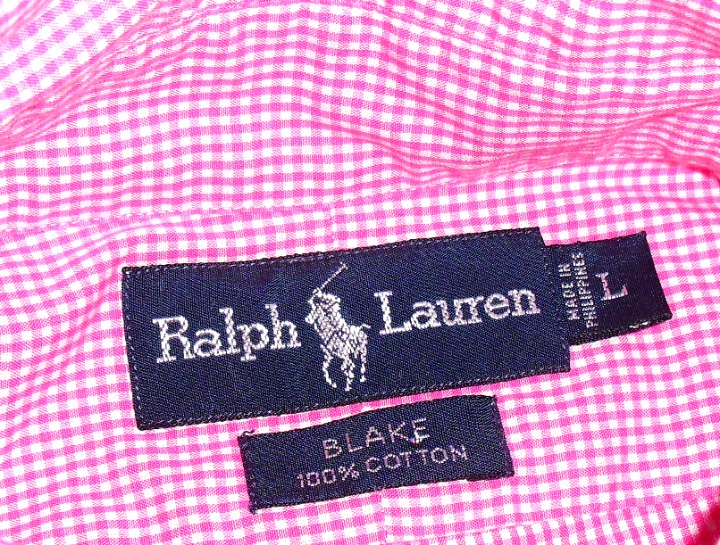 Ralph Lauren
MADE IN
PHILIPPINES
L
BLAKE
100% COTTON